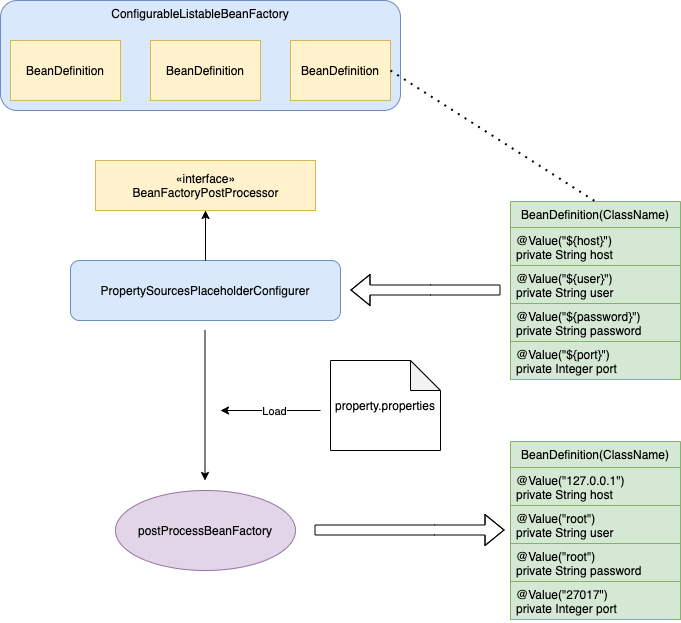 ConfigurableListableBeanFactory
BeanDefinition
BeanDefinition
BeanDefinition
«interface»
BeanFactoryPostProcessor
PropertySourcesPlaceholderConfigurer
BeanDefinition(ClassName)
@Value("${host}")
private String host
@Value("${user}")
private String user
@Value("${password}")
private String password
@Value("${port}")
private Integer port
Load
property.properties
postProcessBeanFactory
BeanDefinition(ClassName)
@Value("127.0.0.1")
private String host
@Value("root")
private String user
@Value("root")
private String password
@Value("27017")
private Integer port